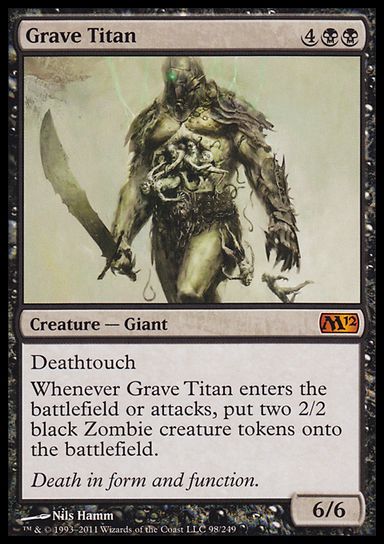 Grave Titan 4
Creature — Giant M12
Deathtouch
Whenever Grave Titan enters the
battlefield or attacks, put two 2/2
black Zombie creature tokens onto
the battlefield.
Death in form and function.
Nils Hamm
™ & © 1993–2011 Wizards of the Coast LLC 98/249
6/6